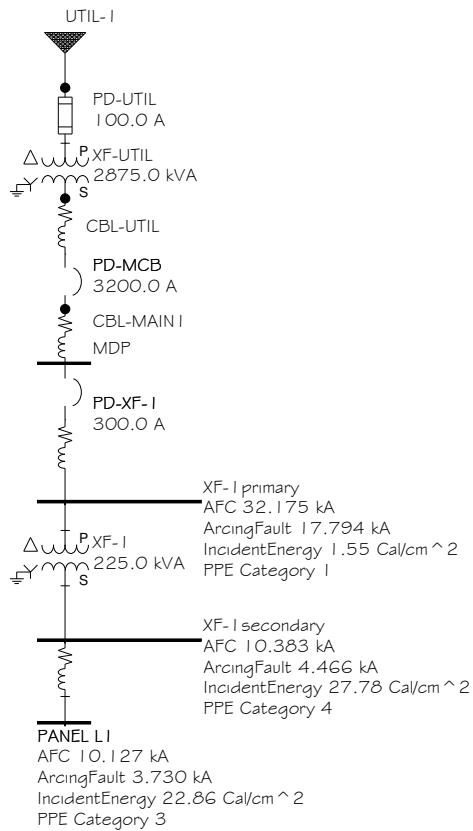 UTIL-1
PD-UTIL
100.0 A
P
XF-UTIL
2875.0 kVA
S
CBL-UTIL
PD-MCB
3200.0 A
CBL-MAIN1
MDP
PD-XF-1
300.0 A
XF-1primary
AFC 32.175 kA
ArcingFault 17.794 kA
IncidentEnergy 1.55 Cal/cm^2
PPE Category 1
P
XF-1
225.0 kVA
S
XF-1secondary
AFC 10.383 kA
ArcingFault 4.466 kA
IncidentEnergy 27.78 Cal/cm^2
PPE Category 4
PANEL L1
AFC 10.127 kA
ArcingFault 3.730 kA
IncidentEnergy 22.86 Cal/cm^2
PPE Category 3